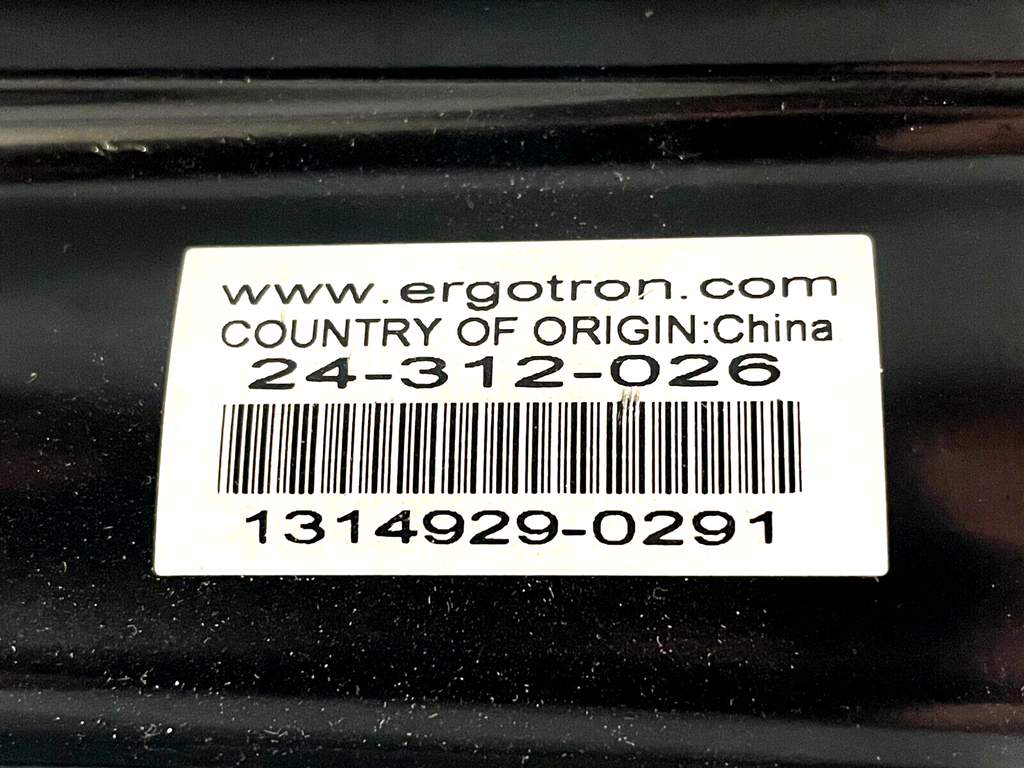 www.ergotron.com
COUNTRY OF ORIGIN:China
24-312-026
1314929-0291